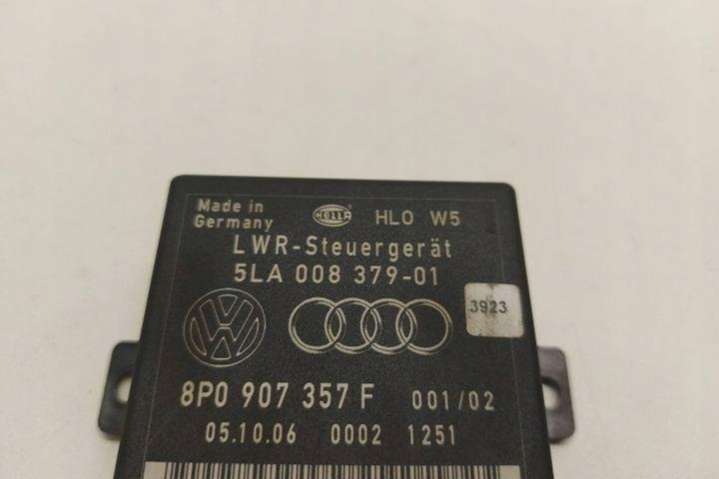 Made in
Germany
HELLA
HLO W5
LWR-Steuergerät
5LA 008 379-01
3923
8P0 907 357 F 001/02
05.10.06 0002 1251